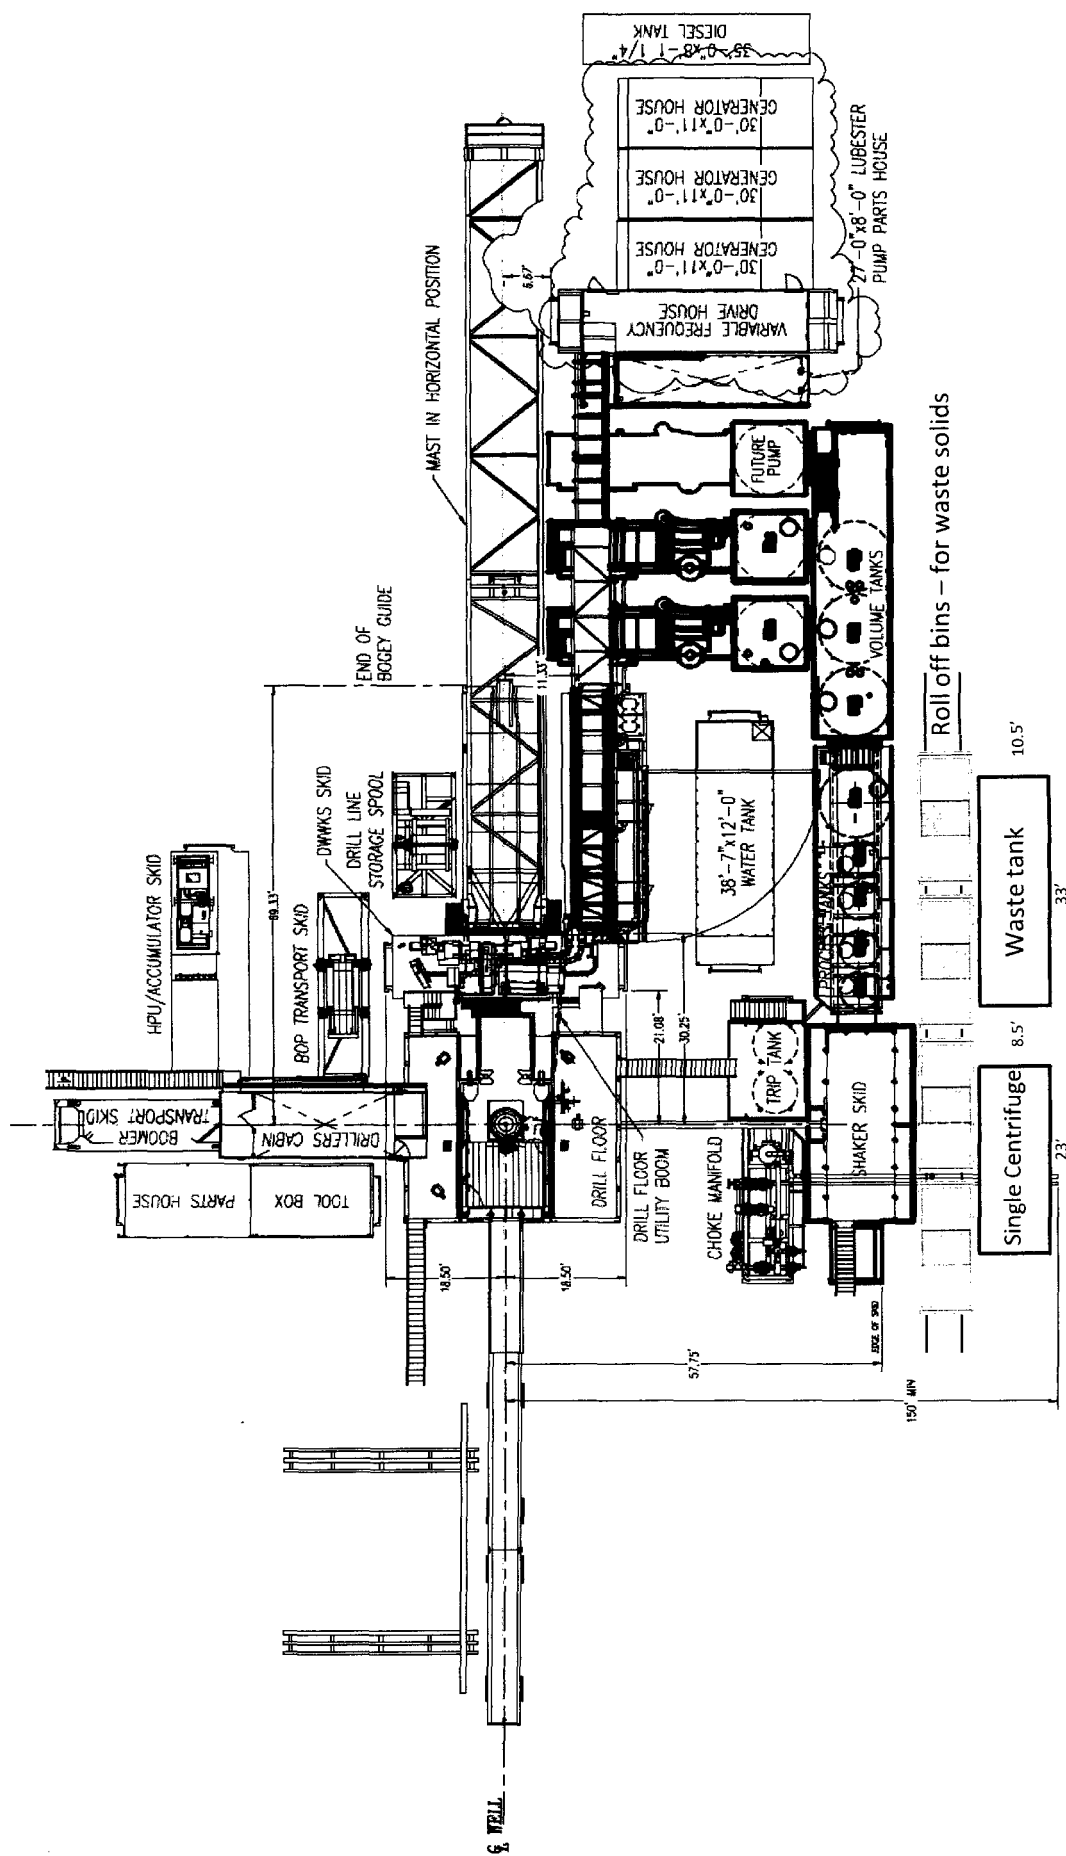 35'-0"x8'-1 1/4"
DIESEL TANK
30'-0"x11'-0"
GENERATOR HOUSE
30'-0"x11'-0"
GENERATOR HOUSE
30'-0"x11'-0"
GENERATOR HOUSE
27'-0"x8'-0" LUBESTER
PUMP PARTS HOUSE
VARIABLE FREQUENCY
DRIVE HOUSE
6.67'
MAST IN HORIZONTAL POSITION
FUTURE
PUMP
VOLUME TANKS
END OF
BOGEY GUIDE
11.33'
89.33'
DWWKS SKID
DRILL LINE
STORAGE SPOOL
HPU/ACCUMULATOR SKID
BOP TRANSPORT SKID
38'-7"x12'-0"
WATER TANK
PROCESS TANKS
Roll off bins – for waste solids
10.5'
Waste tank
33'
8.5'
21.08'
30.25'
BOOMER
TRANSPORT SKID
DRILLERS CABIN
PARTS HOUSE
TOOL BOX
DRILL FLOOR
DRILL FLOOR
UTILITY BOOM
TRIP TANK
CHOKE MANIFOLD
SHAKER SKID
Single Centrifuge
23'
18.50'
18.50'
EDGE OF SKID
57.75'
150' MIN
℄ WELL